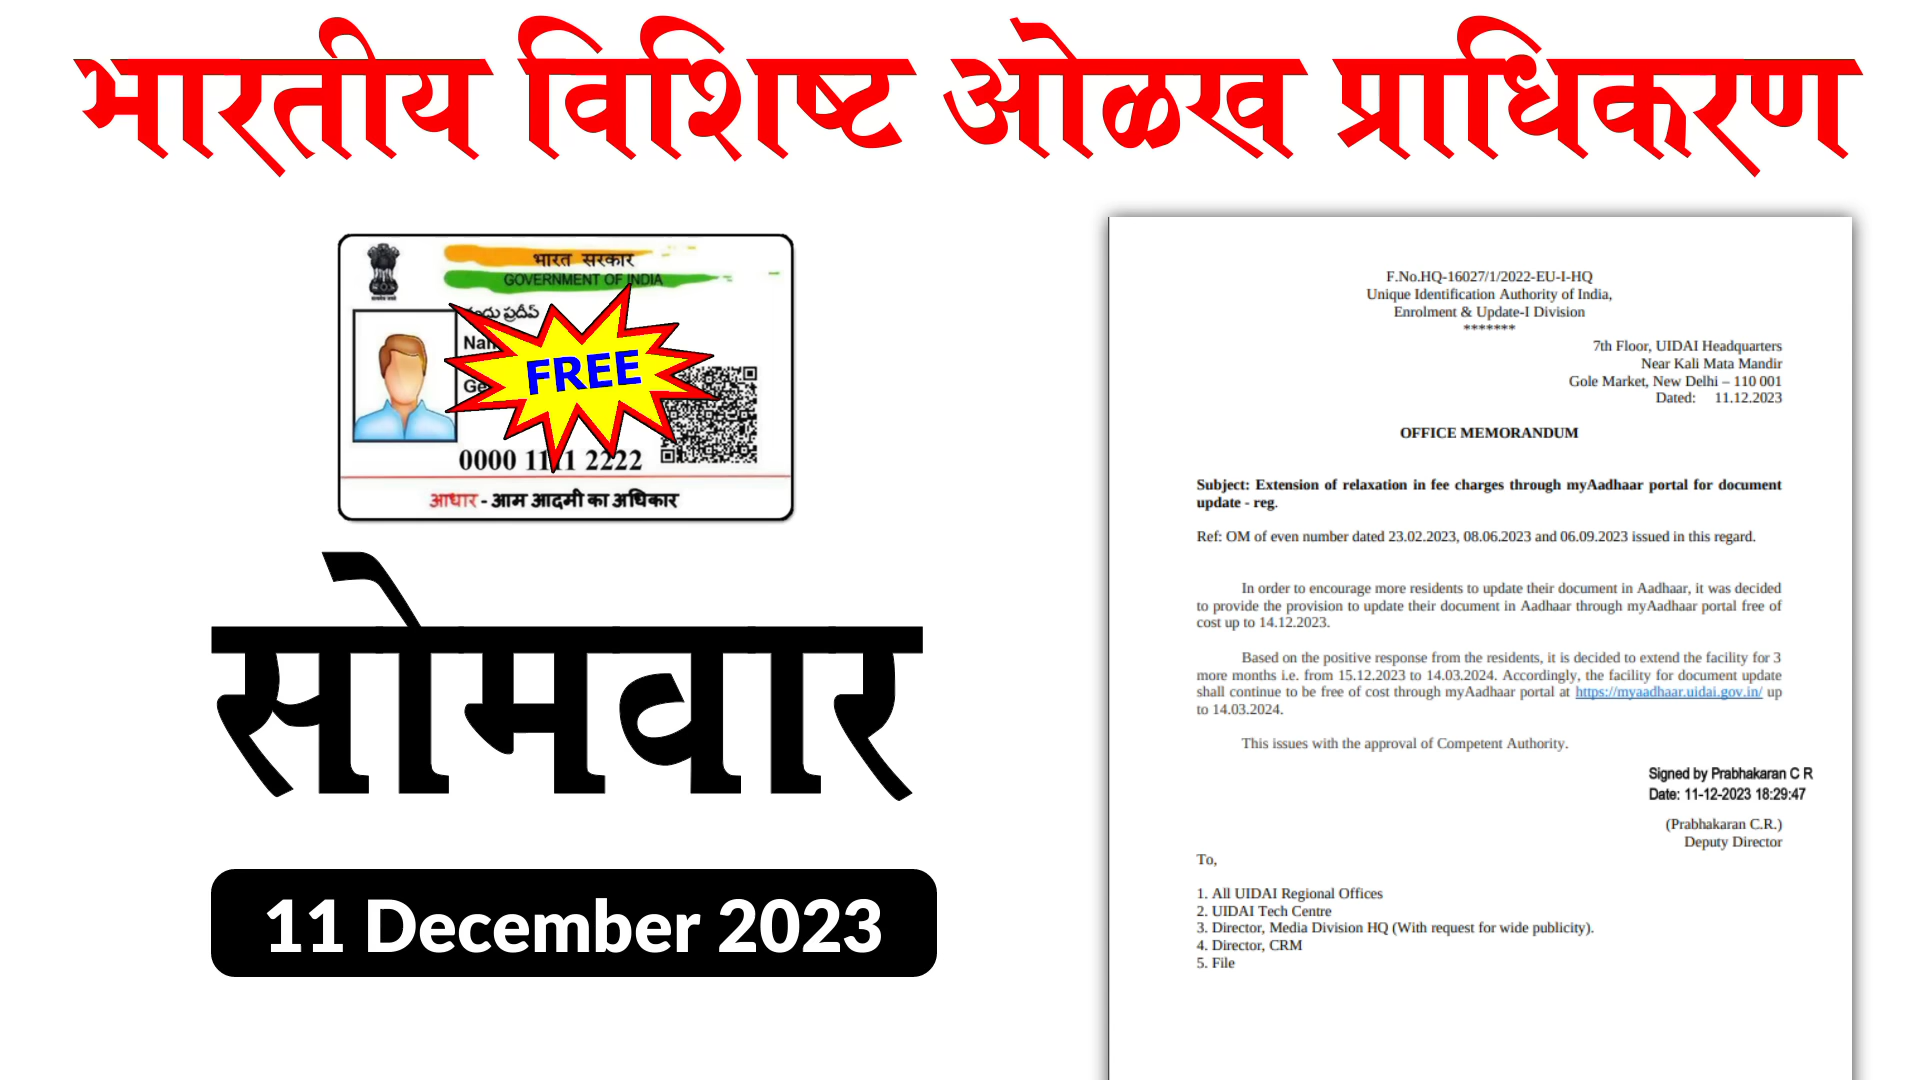 भारतीय विशिष्ट ओळख प्राधिकरण
भारत सरकार
GOVERNMENT OF INDIA
ప్రదీప్
FREE
0000 1111 2222
आधार - आम आदमी का अधिकार
सोमवार
11 December 2023
F.No.HQ-16027/1/2022-EU-I-HQ
Unique Identification Authority of India,
Enrolment & Update-I Division
*******
7th Floor, UIDAI Headquarters
Near Kali Mata Mandir
Gole Market, New Delhi – 110 001
Dated: 11.12.2023
OFFICE MEMORANDUM
Subject: Extension of relaxation in fee charges through myAadhaar portal for document
update - reg.
Ref: OM of even number dated 23.02.2023, 08.06.2023 and 06.09.2023 issued in this regard.
In order to encourage more residents to update their document in Aadhaar, it was decided
to provide the provision to update their document in Aadhaar through myAadhaar portal free of
cost up to 14.12.2023.
Based on the positive response from the residents, it is decided to extend the facility for 3
more months i.e. from 15.12.2023 to 14.03.2024. Accordingly, the facility for document update
shall continue to be free of cost through myAadhaar portal at https://myaadhaar.uidai.gov.in/ up
to 14.03.2024.
This issues with the approval of Competent Authority.
Signed by Prabhakaran C R
Date: 11-12-2023 18:29:47
(Prabhakaran C.R.)
Deputy Director
To,
1. All UIDAI Regional Offices
2. UIDAI Tech Centre
3. Director, Media Division HQ (With request for wide publicity).
4. Director, CRM
5. File